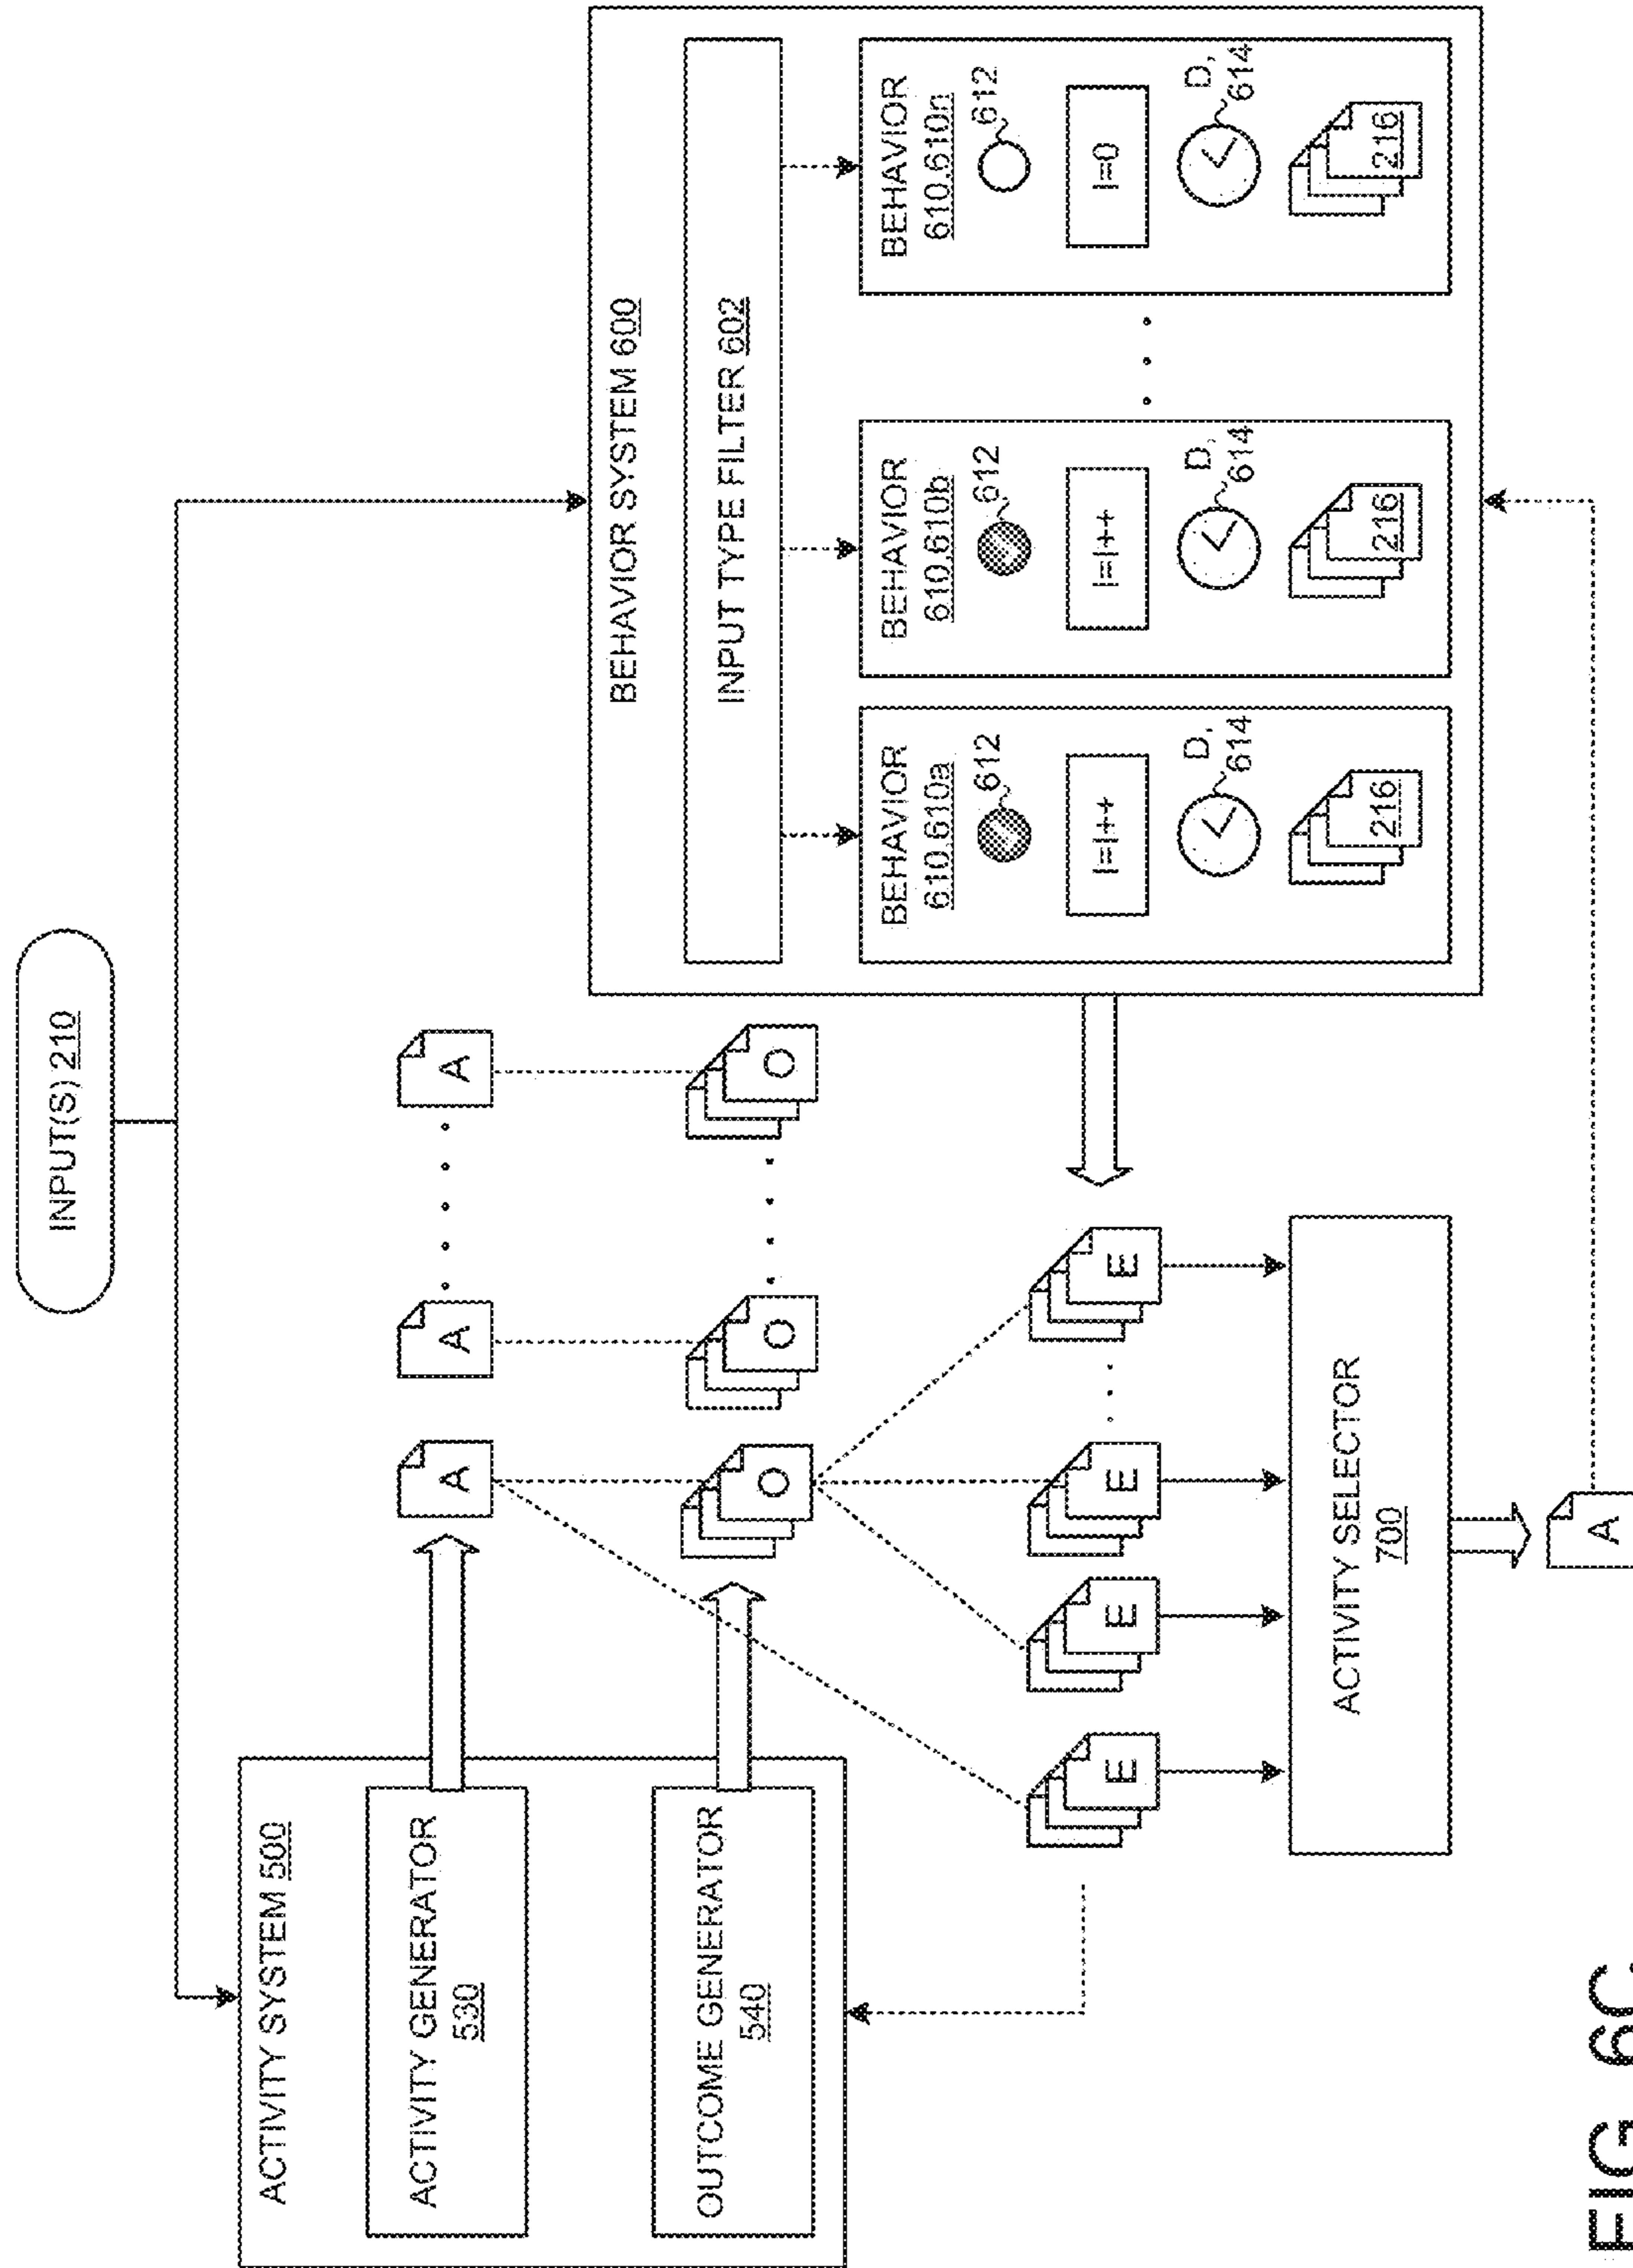 INPUT(S) 210
ACTIVITY SYSTEM 500
ACTIVITY GENERATOR
530
OUTCOME GENERATOR
540
A
A
A
O
O
O
E
E
E
E
ACTIVITY SELECTOR
700
A
BEHAVIOR SYSTEM 600
INPUT TYPE FILTER 602
BEHAVIOR
610,610a
612
I=I++
D,
614
216
BEHAVIOR
610,610b
612
I=I++
D,
614
216
BEHAVIOR
610,610n
612
I=0
D,
614
216
FIG. 6C